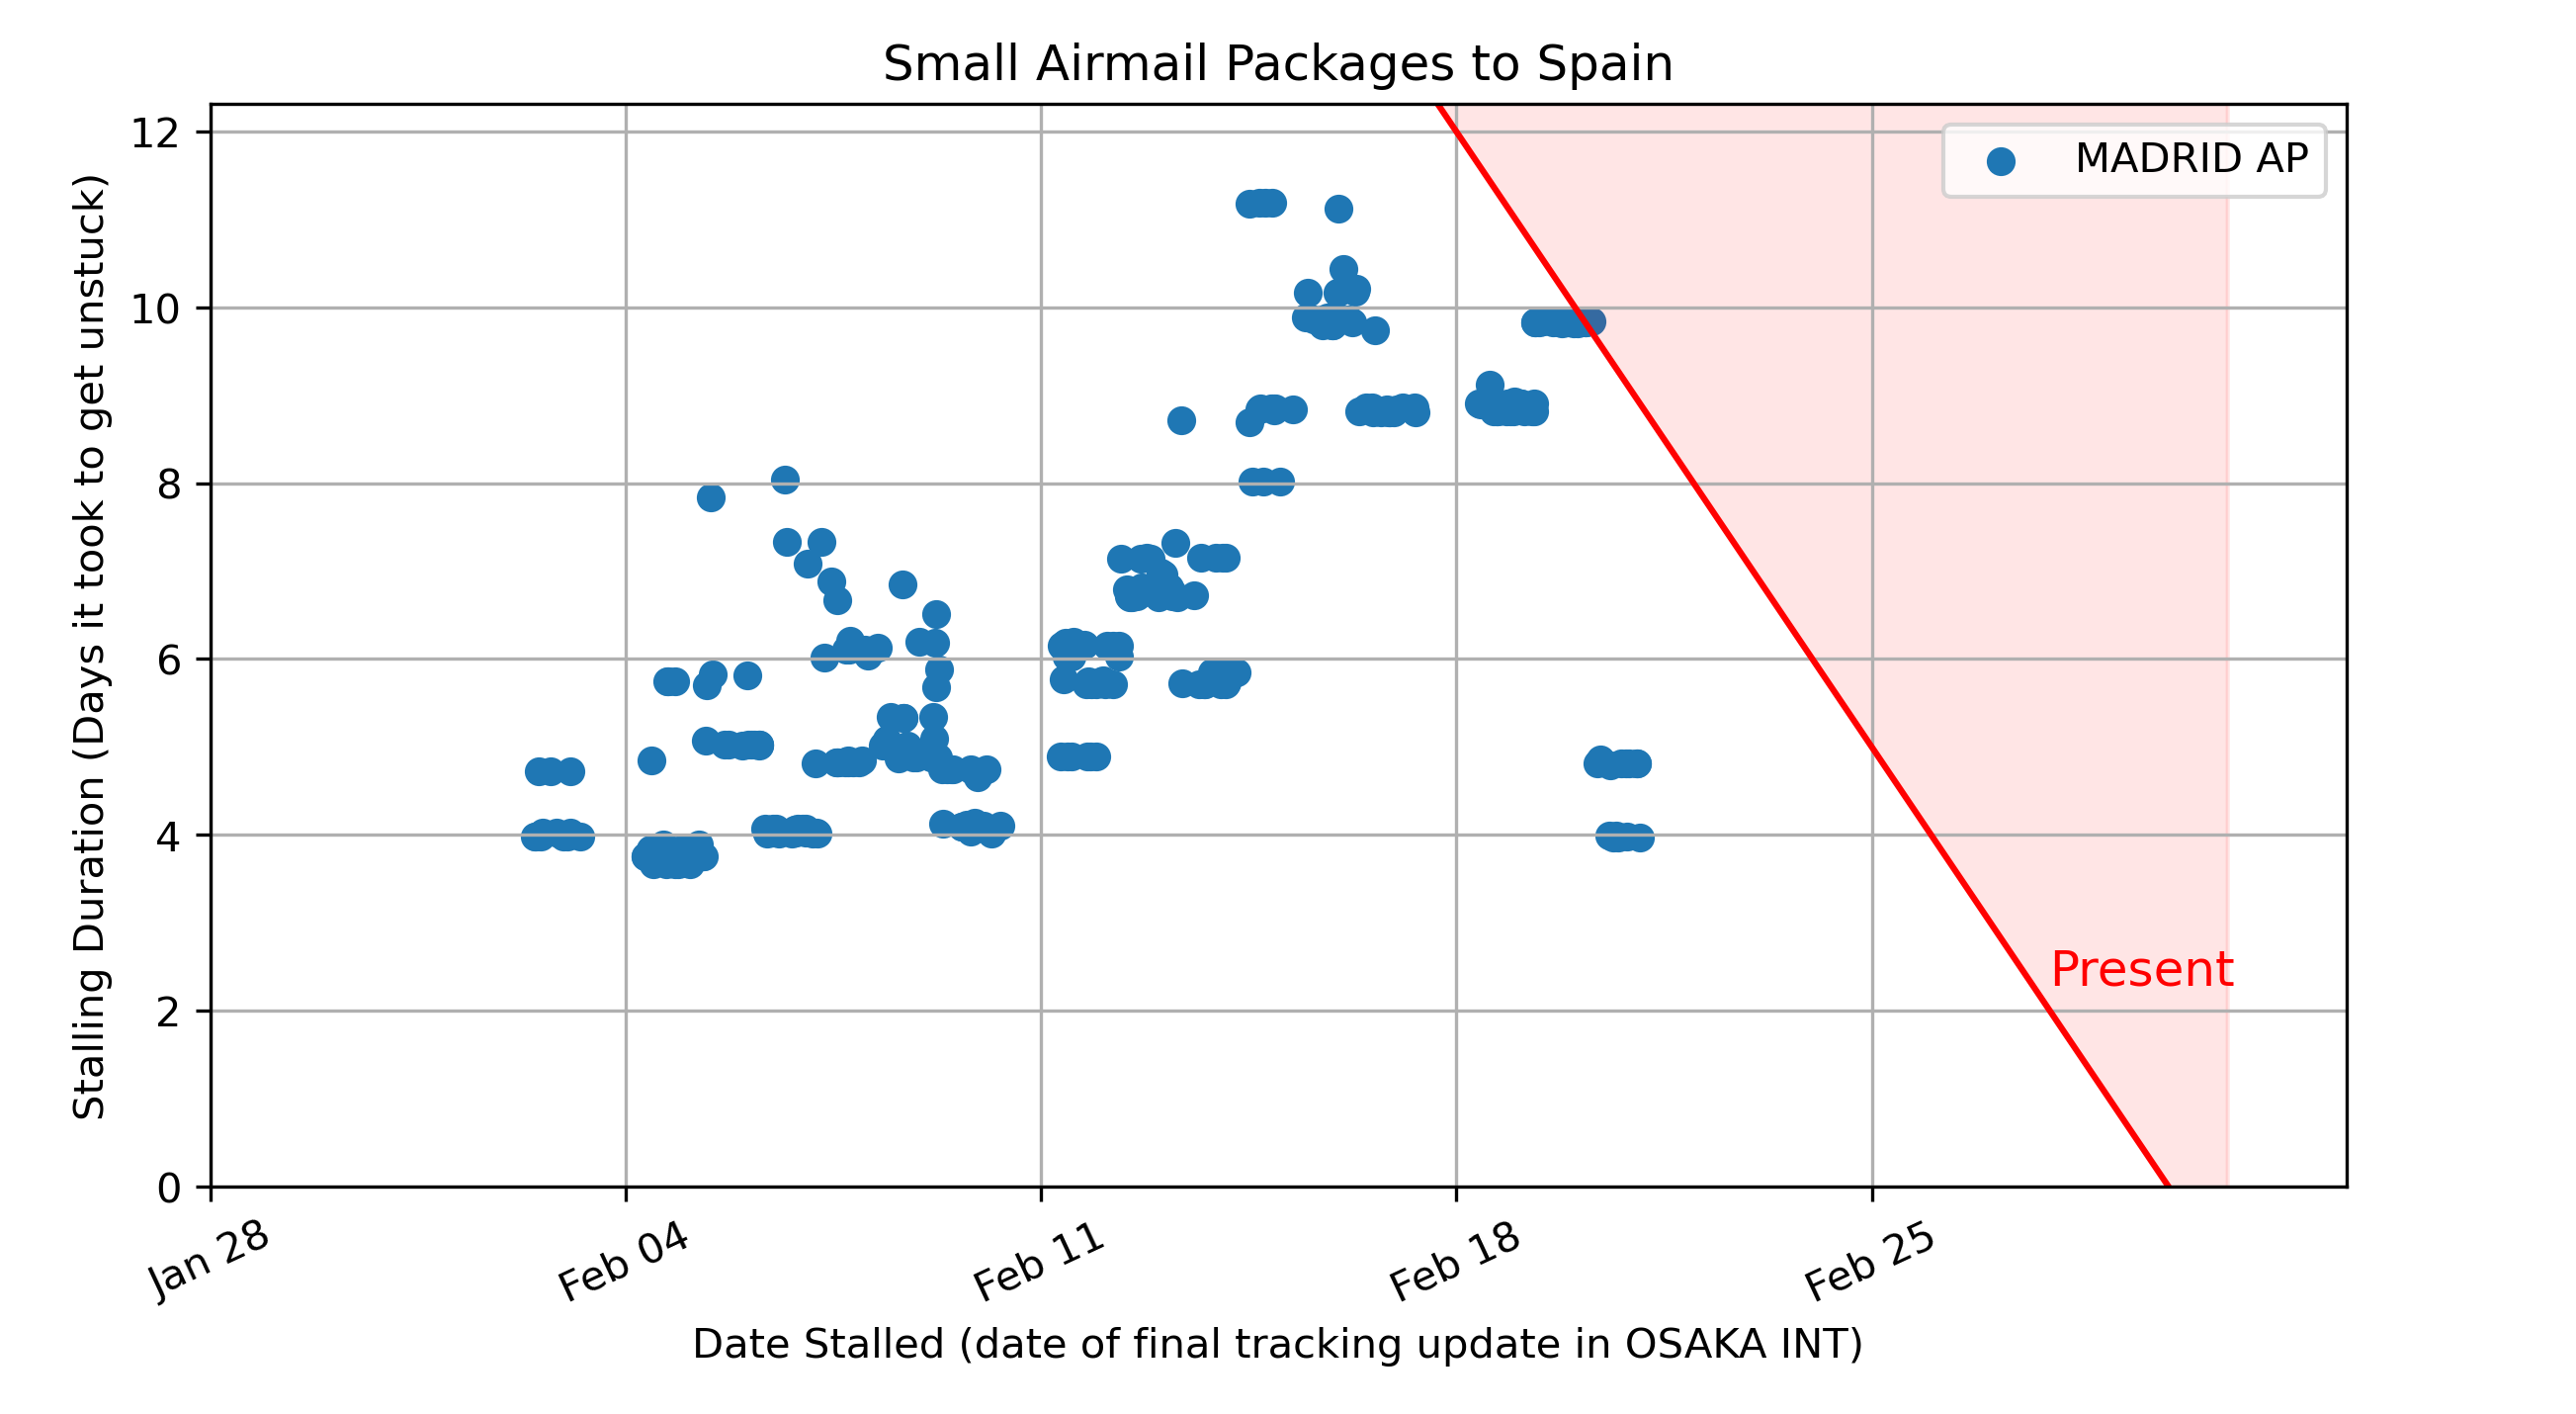 Small Airmail Packages to Spain
Stalling Duration (Days it took to get unstuck)
12
10
8
6
4
2
0
MADRID AP
Present
Jan 28
Feb 04
Feb 11
Feb 18
Feb 25
Date Stalled (date of final tracking update in OSAKA INT)